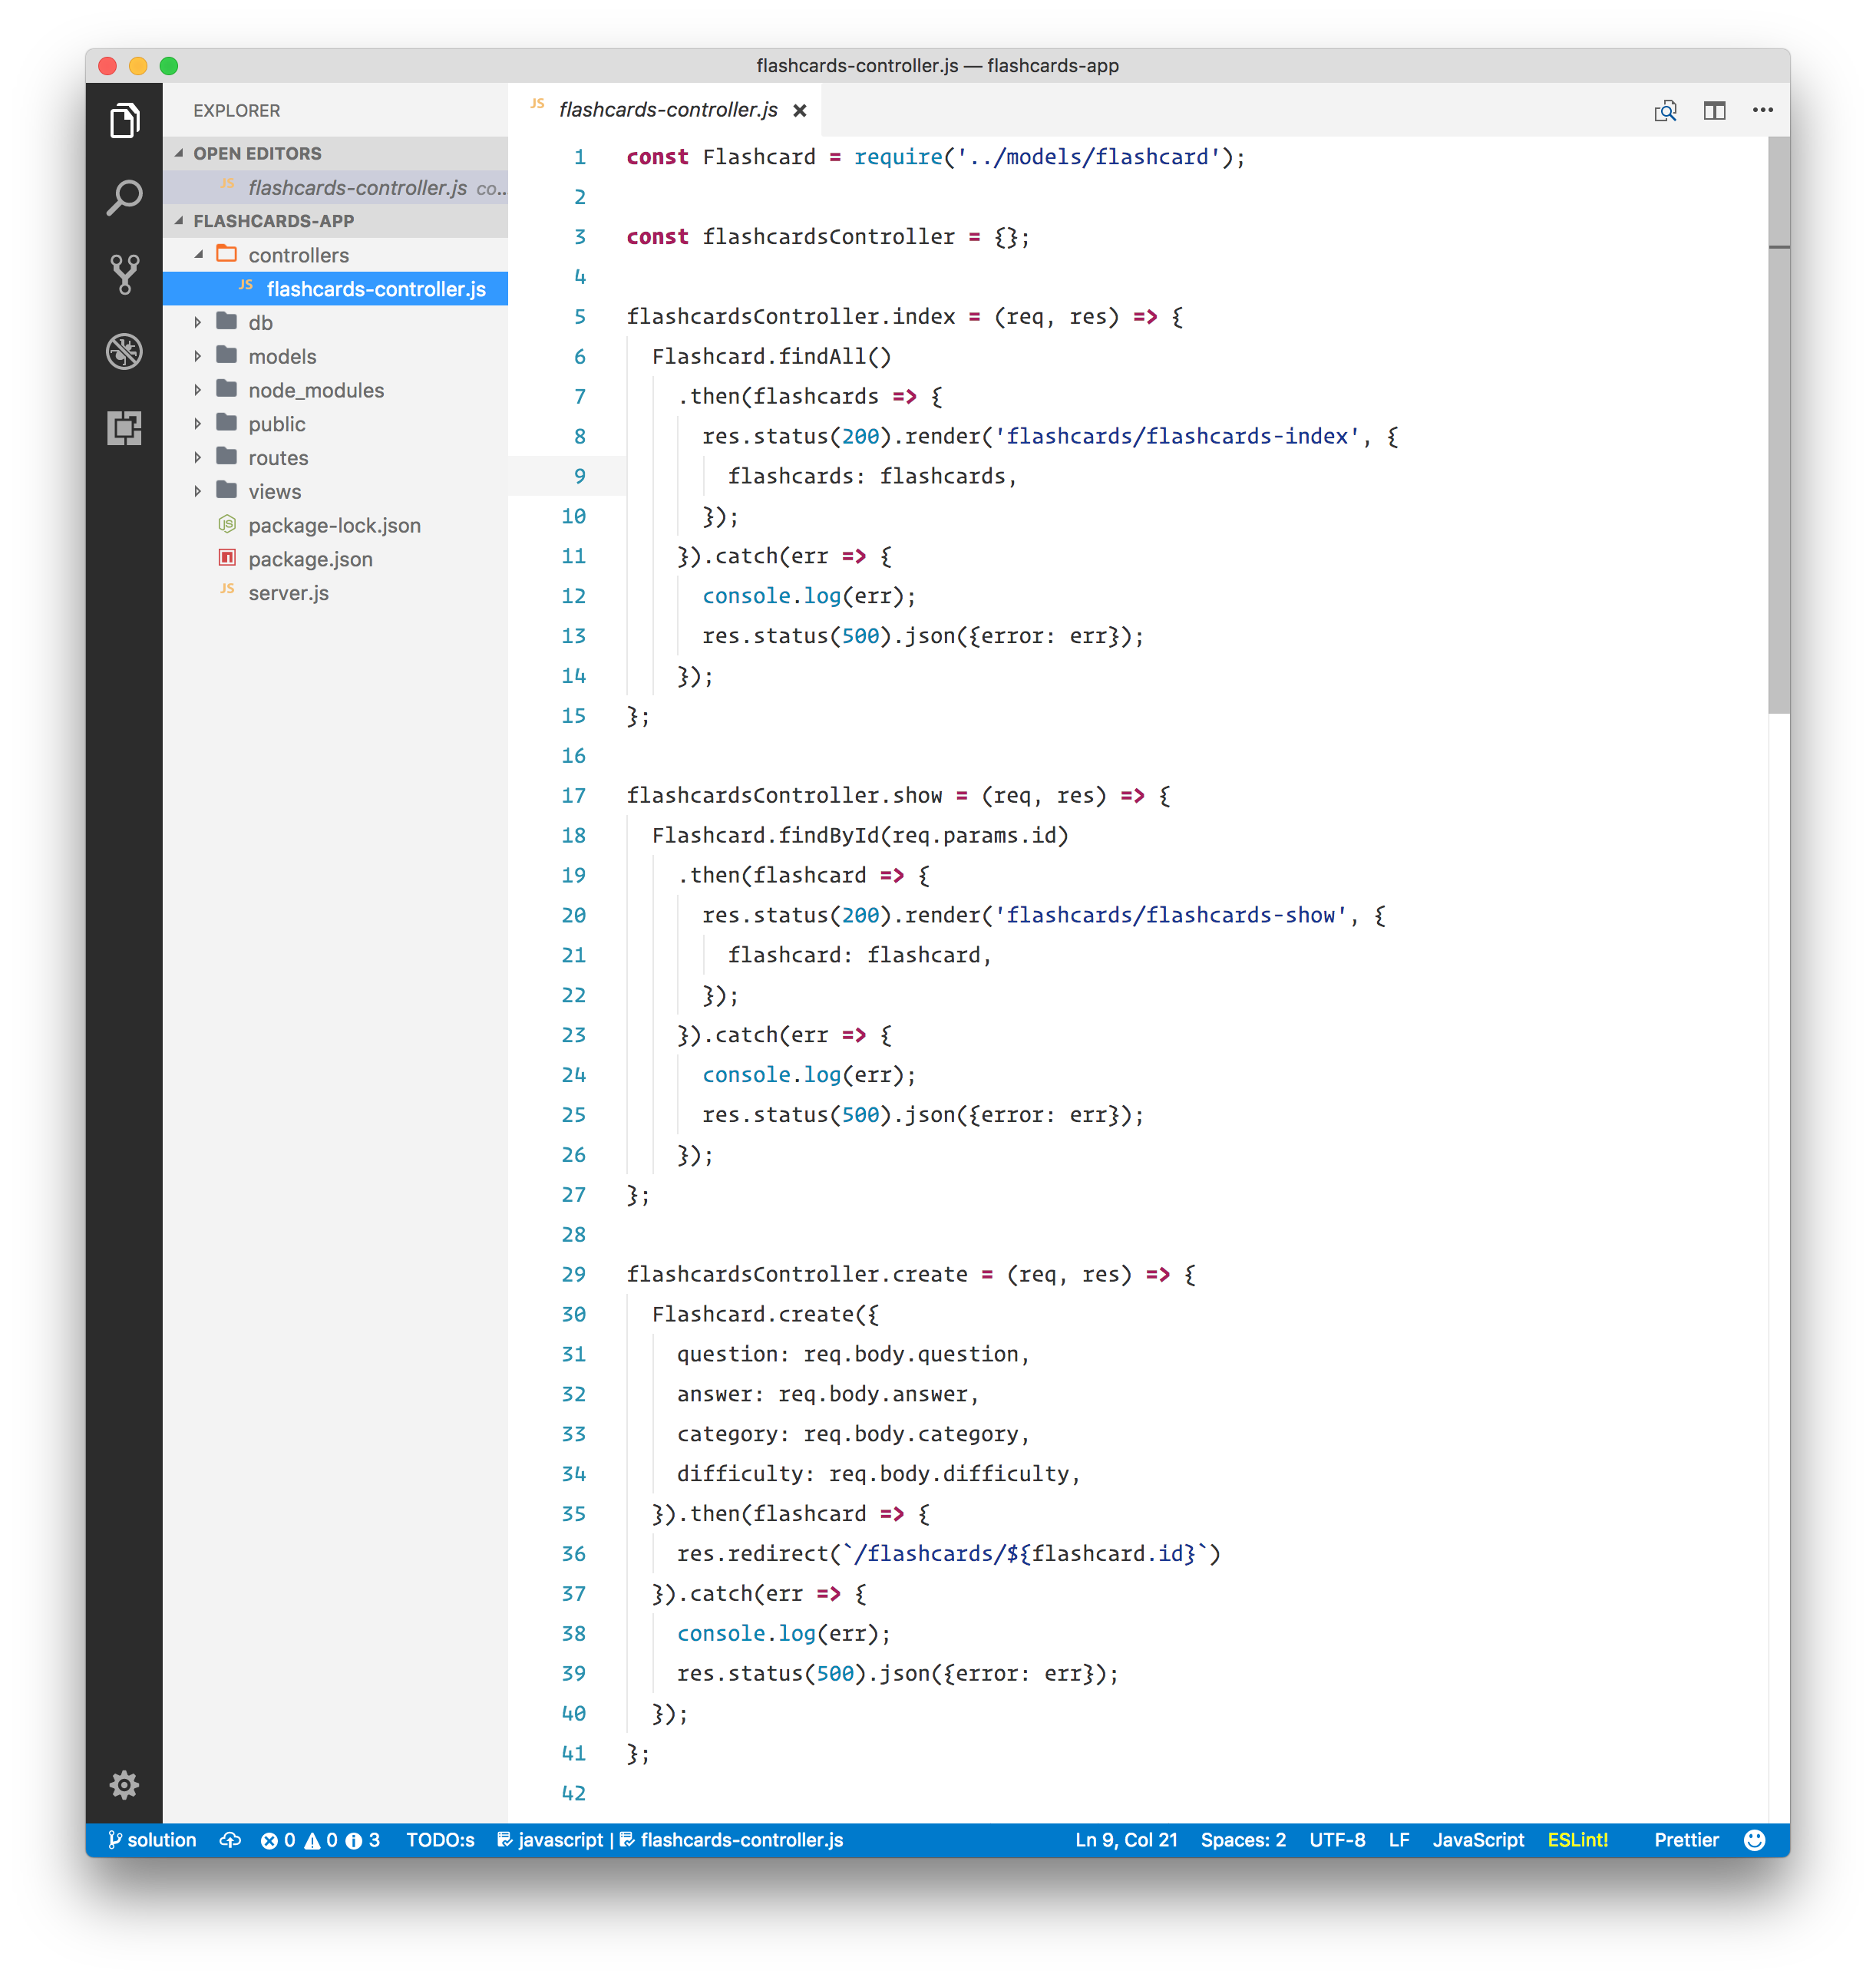 flashcards-controller.js — flashcards-app
EXPLORER
OPEN EDITORS
JS flashcards-controller.js co...
FLASHCARDS-APP
controllers
JS flashcards-controller.js
db
models
node_modules
public
routes
views
JS package-lock.json
package.json
JS server.js
JS flashcards-controller.js ×
1 const Flashcard = require('../models/flashcard');
2
3 const flashcardsController = {};
4
5 flashcardsController.index = (req, res) => {
6   Flashcard.findAll()
7     .then(flashcards => {
8       res.status(200).render('flashcards/flashcards-index', {
9         flashcards: flashcards,
10       });
11     }).catch(err => {
12       console.log(err);
13       res.status(500).json({error: err});
14     });
15 };
16
17 flashcardsController.show = (req, res) => {
18   Flashcard.findById(req.params.id)
19     .then(flashcard => {
20       res.status(200).render('flashcards/flashcards-show', {
21         flashcard: flashcard,
22       });
23     }).catch(err => {
24       console.log(err);
25       res.status(500).json({error: err});
26     });
27 };
28
29 flashcardsController.create = (req, res) => {
30   Flashcard.create({
31     question: req.body.question,
32     answer: req.body.answer,
33     category: req.body.category,
34     difficulty: req.body.difficulty,
35   }).then(flashcard => {
36     res.redirect(`/flashcards/${flashcard.id}`)
37   }).catch(err => {
38     console.log(err);
39     res.status(500).json({error: err});
40   });
41 };
42
solution 0 0 3 TODO:s javascript | flashcards-controller.js Ln 9, Col 21 Spaces: 2 UTF-8 LF JavaScript ESLint! Prettier